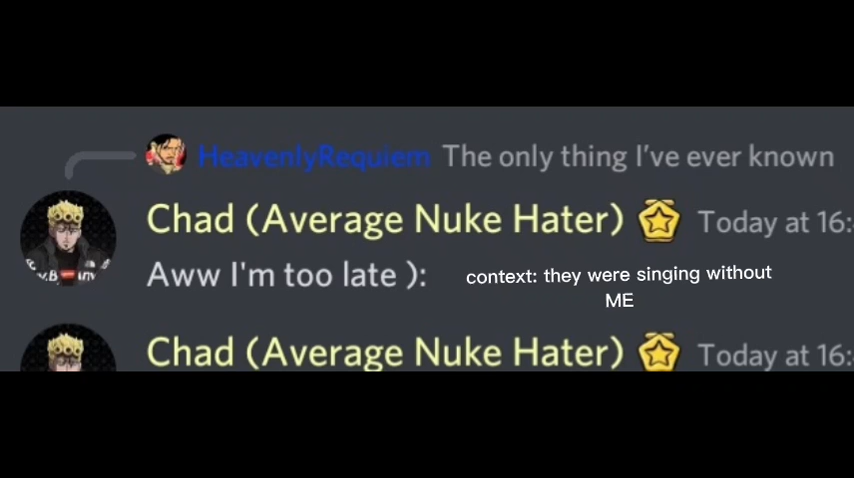 HeavenlyRequiem The only thing I've ever known
Chad (Average Nuke Hater) Today at 16:
Aww I'm too late ):
context: they were singing without
ME
Chad (Average Nuke Hater) Today at 16: